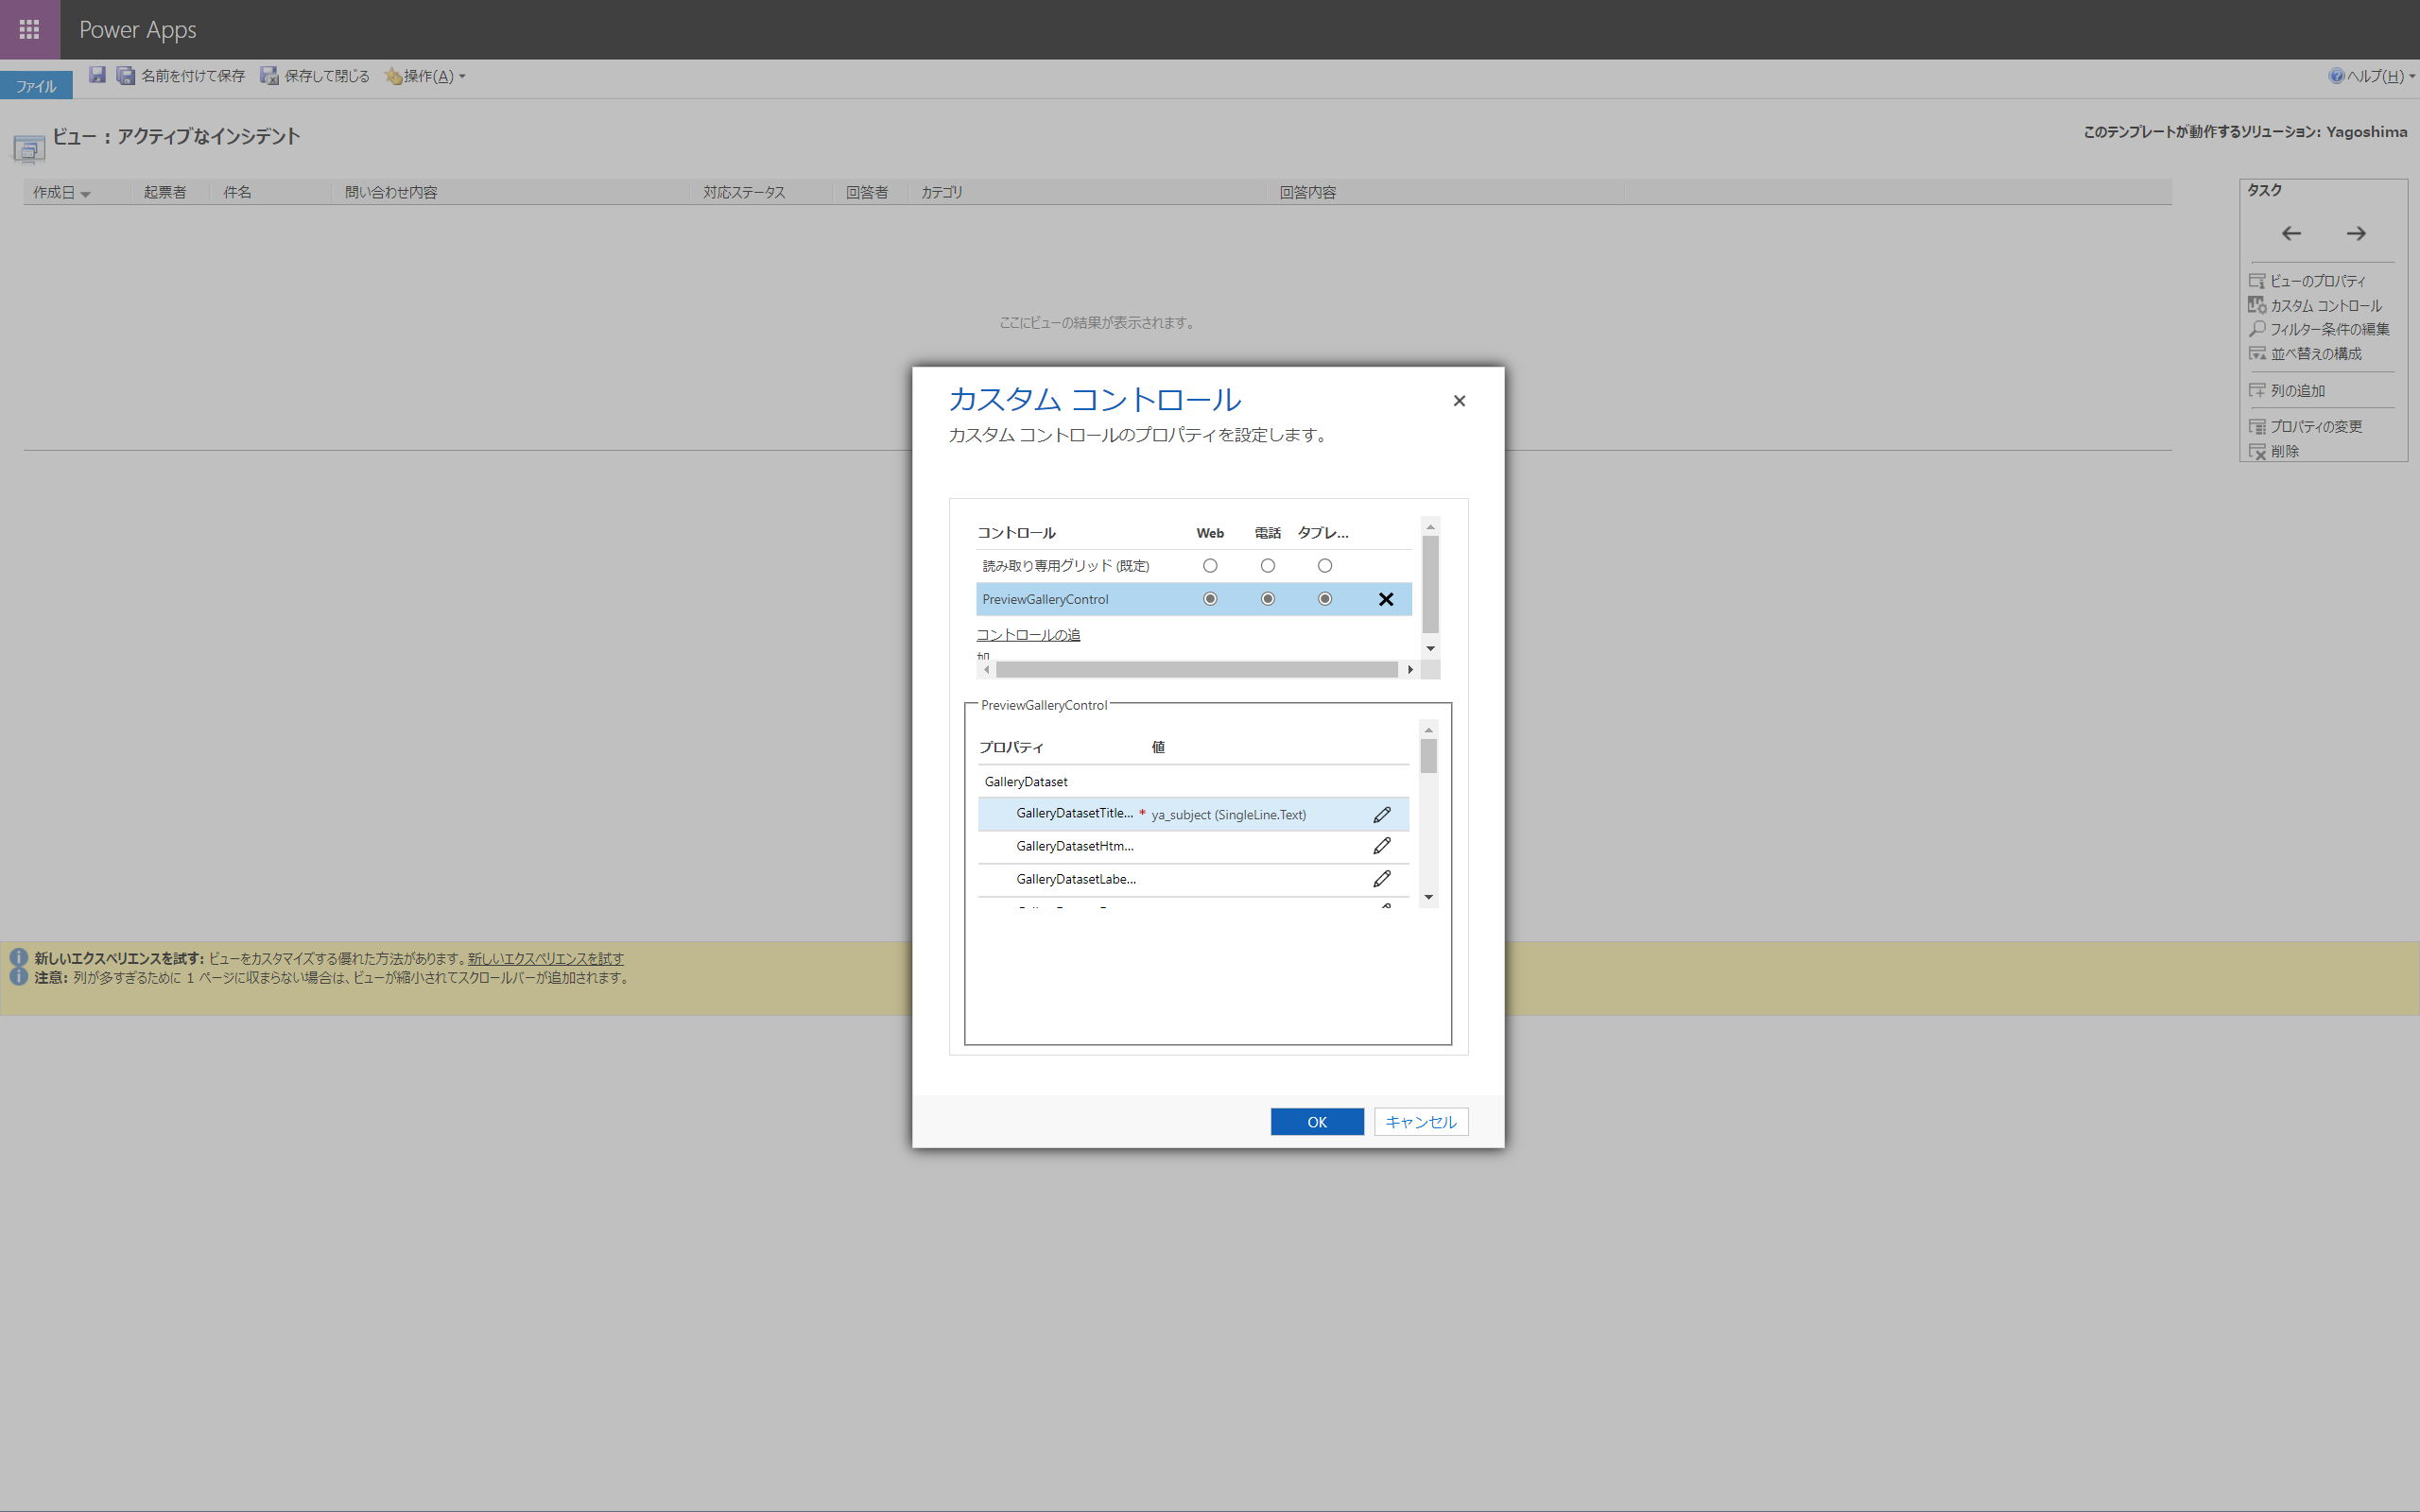 Power Apps
ファイル
名前を付けて保存
保存して閉じる
操作(A)
ヘルプ(H)
ビュー : アクティブなインシデント
このテンプレートが動作するソリューション: Yagoshima
作成日 起票者 件名 問い合わせ内容 対応ステータス 回答者 カテゴリ 回答内容
ここにビューの結果が表示されます。
タスク
ビューのプロパティ
カスタム コントロール
フィルター条件の編集
並べ替えの構成
列の追加
プロパティの変更
削除
カスタム コントロール
カスタム コントロールのプロパティを設定します。
コントロール Web 電話 タブレ...
読み取り専用グリッド (既定)
PreviewGalleryControl
コントロールの追
PreviewGalleryControl
プロパティ 値
GalleryDataset
GalleryDatasetTitle... * ya_subject (SingleLine.Text)
GalleryDatasetHtm...
GalleryDatasetLabe...
OK
キャンセル
新しいエクスペリエンスを試す: ビューをカスタマイズする優れた方法があります。新しいエクスペリエンスを試す
注意: 列が多すぎるために 1 ページに収まらない場合は、ビューが縮小されてスクロールバーが追加されます。